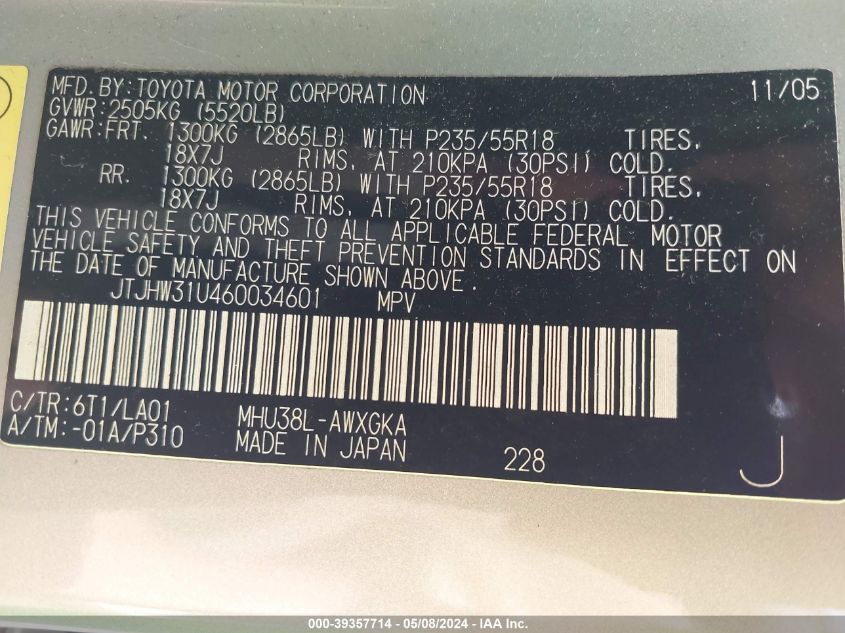 MFD.BY:TOYOTA MOTOR CORPORATION 11/05
GVWR:2505KG (5520LB)
GAWR:FRT. 1300KG (2865LB) WITH P235/55R18 TIRES,
18X7J RIMS, AT 210KPA (30PSI) COLD.
RR. 1300KG (2865LB) WITH P235/55R18 TIRES,
18X7J RIMS, AT 210KPA (30PSI) COLD.
THIS VEHICLE CONFORMS TO ALL APPLICABLE FEDERAL MOTOR
VEHICLE SAFETY AND THEFT PREVENTION STANDARDS IN EFFECT ON
THE DATE OF MANUFACTURE SHOWN ABOVE.
JTJHW31U460034601 MPV
C/TR:6T1/LA01 MHU38L-AWXGKA
A/TM:-01A/P310 MADE IN JAPAN 228 J
000-39357714 - 05/08/2024 - IAA Inc.